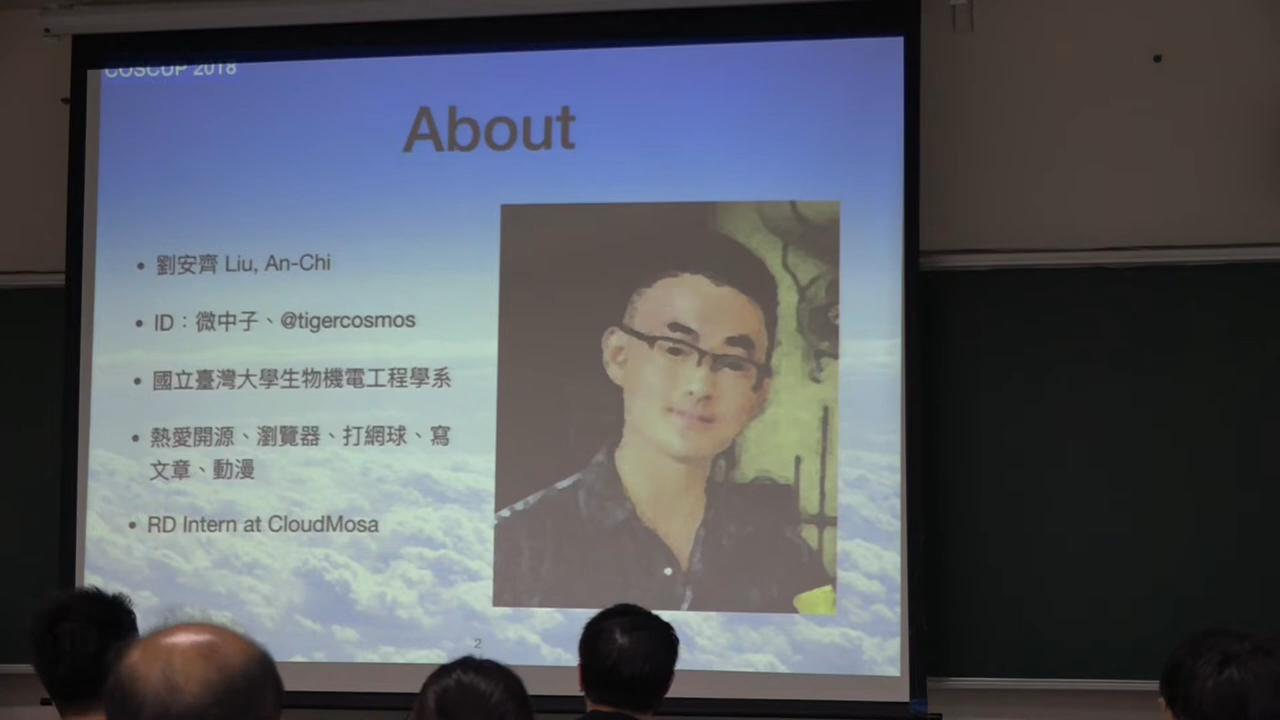 COSCUP 2018
About
• 劉安齊 Liu, An-Chi
• ID：微中子、@tigercosmos
• 國立臺灣大學生物機電工程學系
• 熱愛開源、瀏覽器、打網球、寫
文章、動漫
• RD Intern at CloudMosa
2